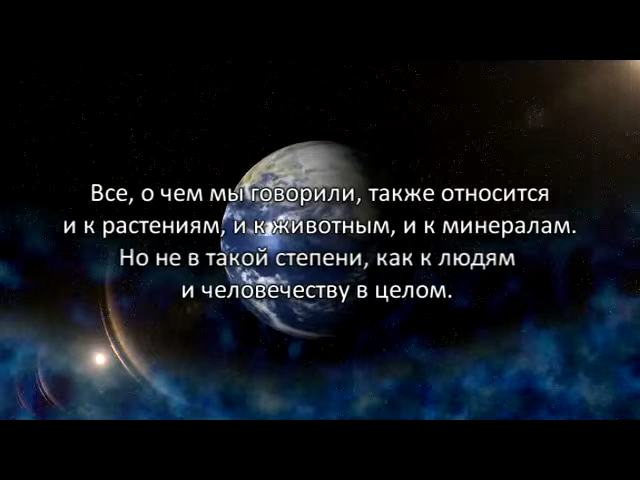 Все, о чем мы говорили, также относится
и к растениям, и к животным, и к минералам.
Но не в такой степени, как к людям
и человечеству в целом.